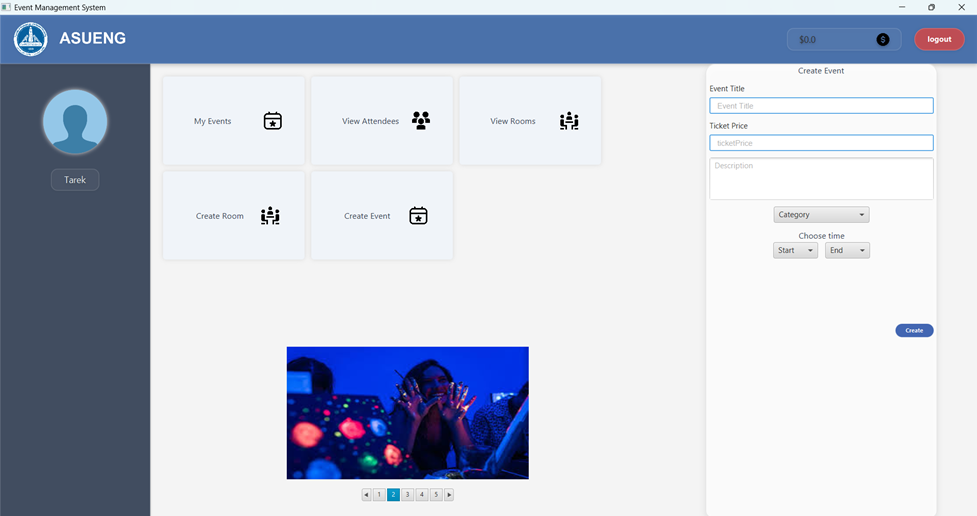 Event Management System
ASUENG
$0.0
$
logout
Tarek
My Events
View Attendees
View Rooms
Create Room
Create Event
1 2 3 4 5
Create Event
Event Title
Event Title
Ticket Price
ticketPrice
Description
Category
Choose time
Start End
Create